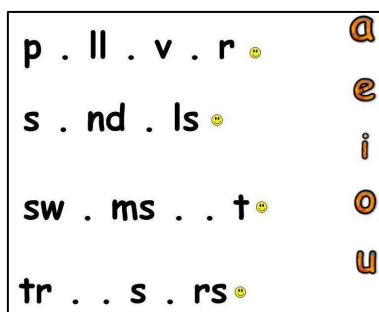 p . ll . v . r
a
s . nd . ls
e
i
sw . ms . . t
o
tr . . s . rs
u